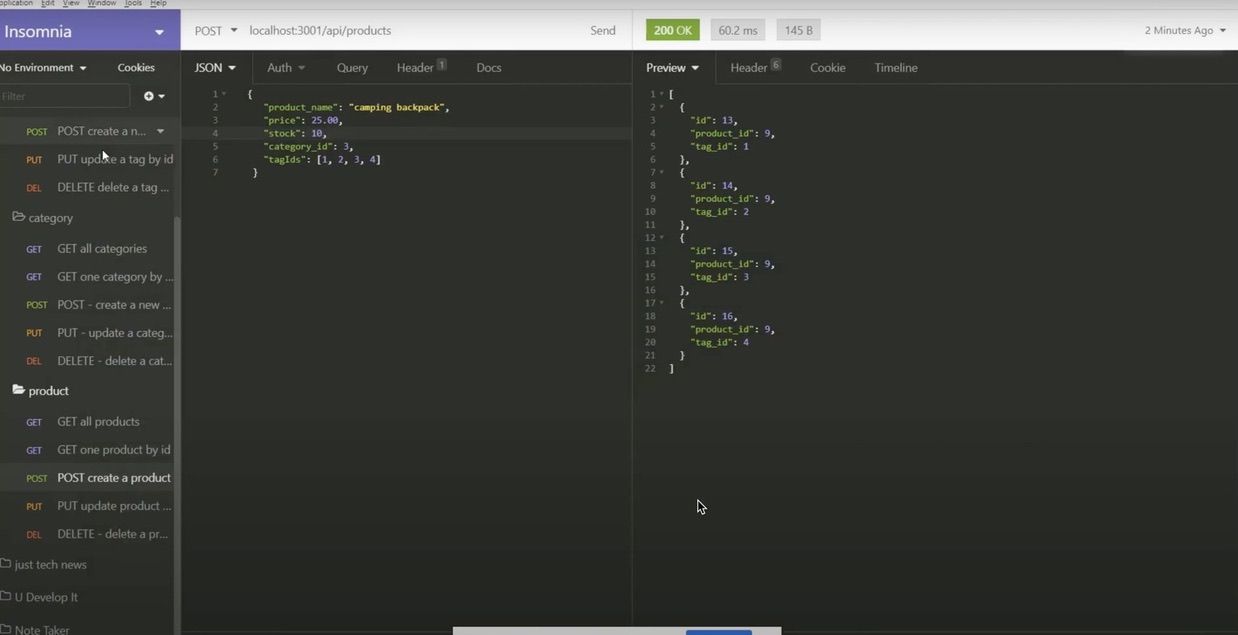 pplication Edit View Window Tools Help
Insomnia
POST localhost:3001/api/products Send
200 OK 60.2 ms 145 B 2 Minutes Ago
No Environment Cookies
JSON Auth Query Header 1 Docs
Preview Header 6 Cookie Timeline
Filter
POST POST create a n...
PUT PUT update a tag by id
DEL DELETE delete a tag ...
category
GET GET all categories
GET GET one category by ...
POST POST - create a new ...
PUT PUT - update a categ...
DEL DELETE - delete a cat...
product
GET GET all products
GET GET one product by id
POST POST create a product
PUT PUT update product ...
DEL DELETE - delete a pr...
just tech news
U Develop It
Note Taker
1 {
2 "product_name": "camping backpack",
3 "price": 25.00,
4 "stock": 10,
5 "category_id": 3,
6 "tagIds": [1, 2, 3, 4]
7 }
1 [
2 {
3 "id": 13,
4 "product_id": 9,
5 "tag_id": 1
6 },
7 {
8 "id": 14,
9 "product_id": 9,
10 "tag_id": 2
11 },
12 {
13 "id": 15,
14 "product_id": 9,
15 "tag_id": 3
16 },
17 {
18 "id": 16,
19 "product_id": 9,
20 "tag_id": 4
21 }
22 ]